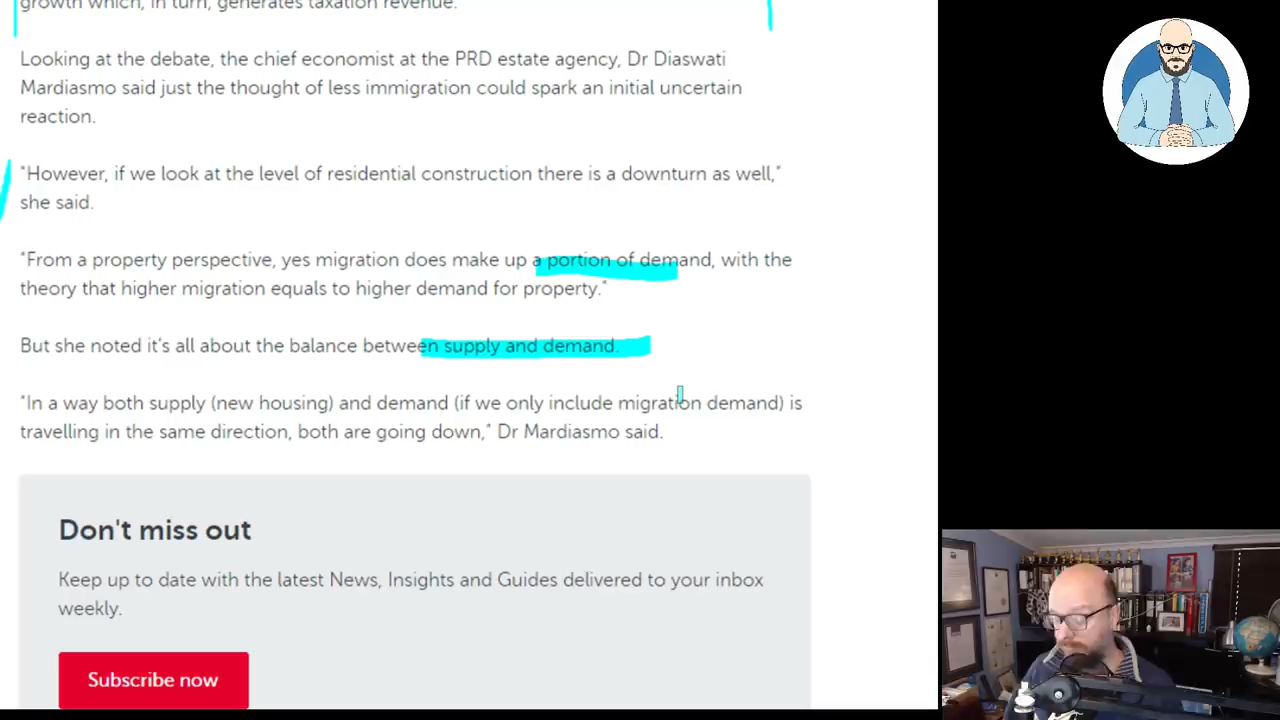 growth which, in turn, generates taxation revenue.
Looking at the debate, the chief economist at the PRD estate agency, Dr Diaswati
Mardiasmo said just the thought of less immigration could spark an initial uncertain
reaction.
"However, if we look at the level of residential construction there is a downturn as well,"
she said.
"From a property perspective, yes migration does make up a portion of demand, with the
theory that higher migration equals to higher demand for property."
But she noted it's all about the balance between supply and demand.
"In a way both supply (new housing) and demand (if we only include migration demand) is
travelling in the same direction, both are going down," Dr Mardiasmo said.
Don't miss out
Keep up to date with the latest News, Insights and Guides delivered to your inbox
weekly.
Subscribe now